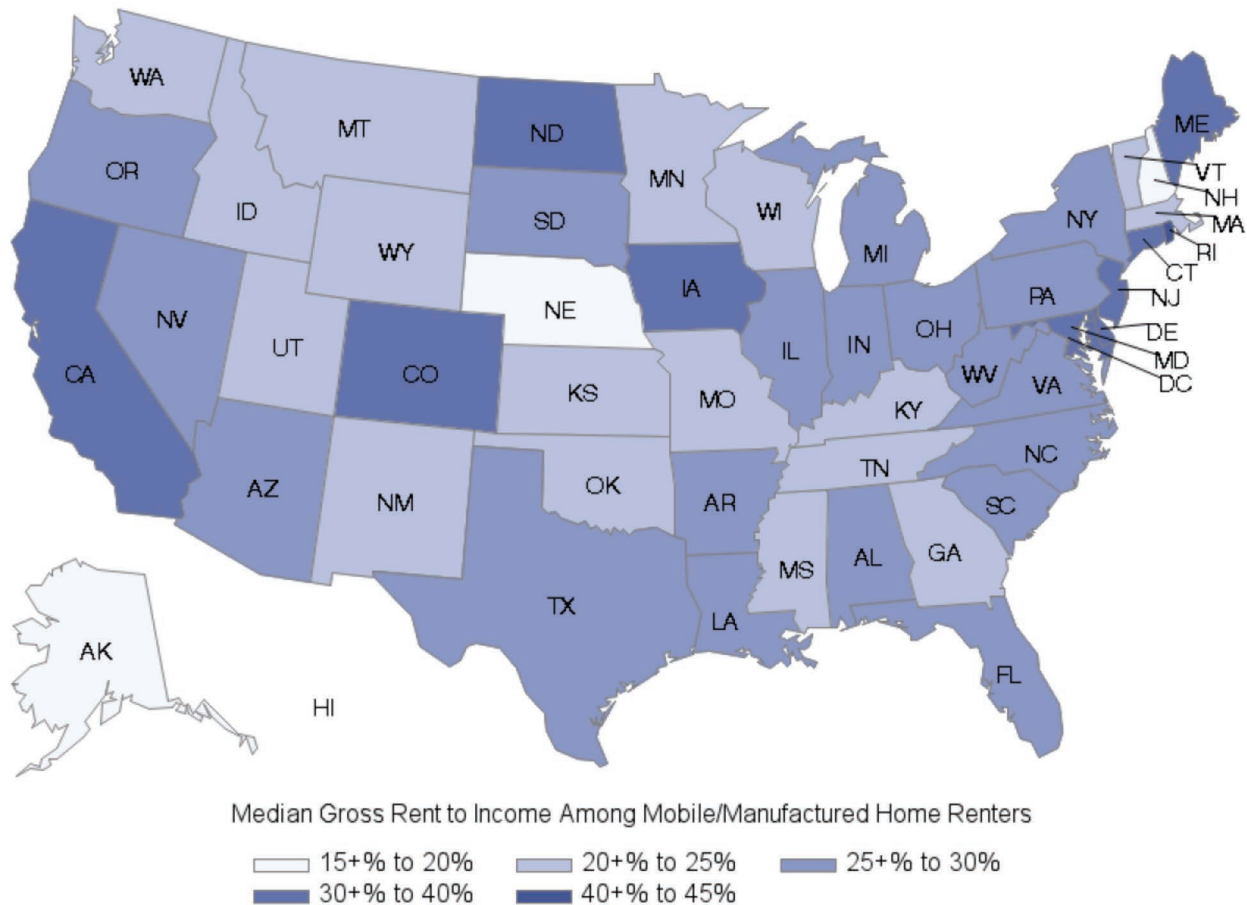 WA
MT
ND
ME
OR
MN
VT
ID
SD
WI
NH
NY
MA
WY
MI
RI
CT
IA
PA
NJ
NE
NV
OH
DE
UT
IL
IN
MD
CA
CO
WV
DC
KS
MO
VA
KY
NC
TN
AZ
OK
NM
AR
SC
MS
AL
GA
TX
LA
AK
FL
HI
Median Gross Rent to Income Among Mobile/Manufactured Home Renters
15+% to 20% 20+% to 25% 25+% to 30%
30+% to 40% 40+% to 45%